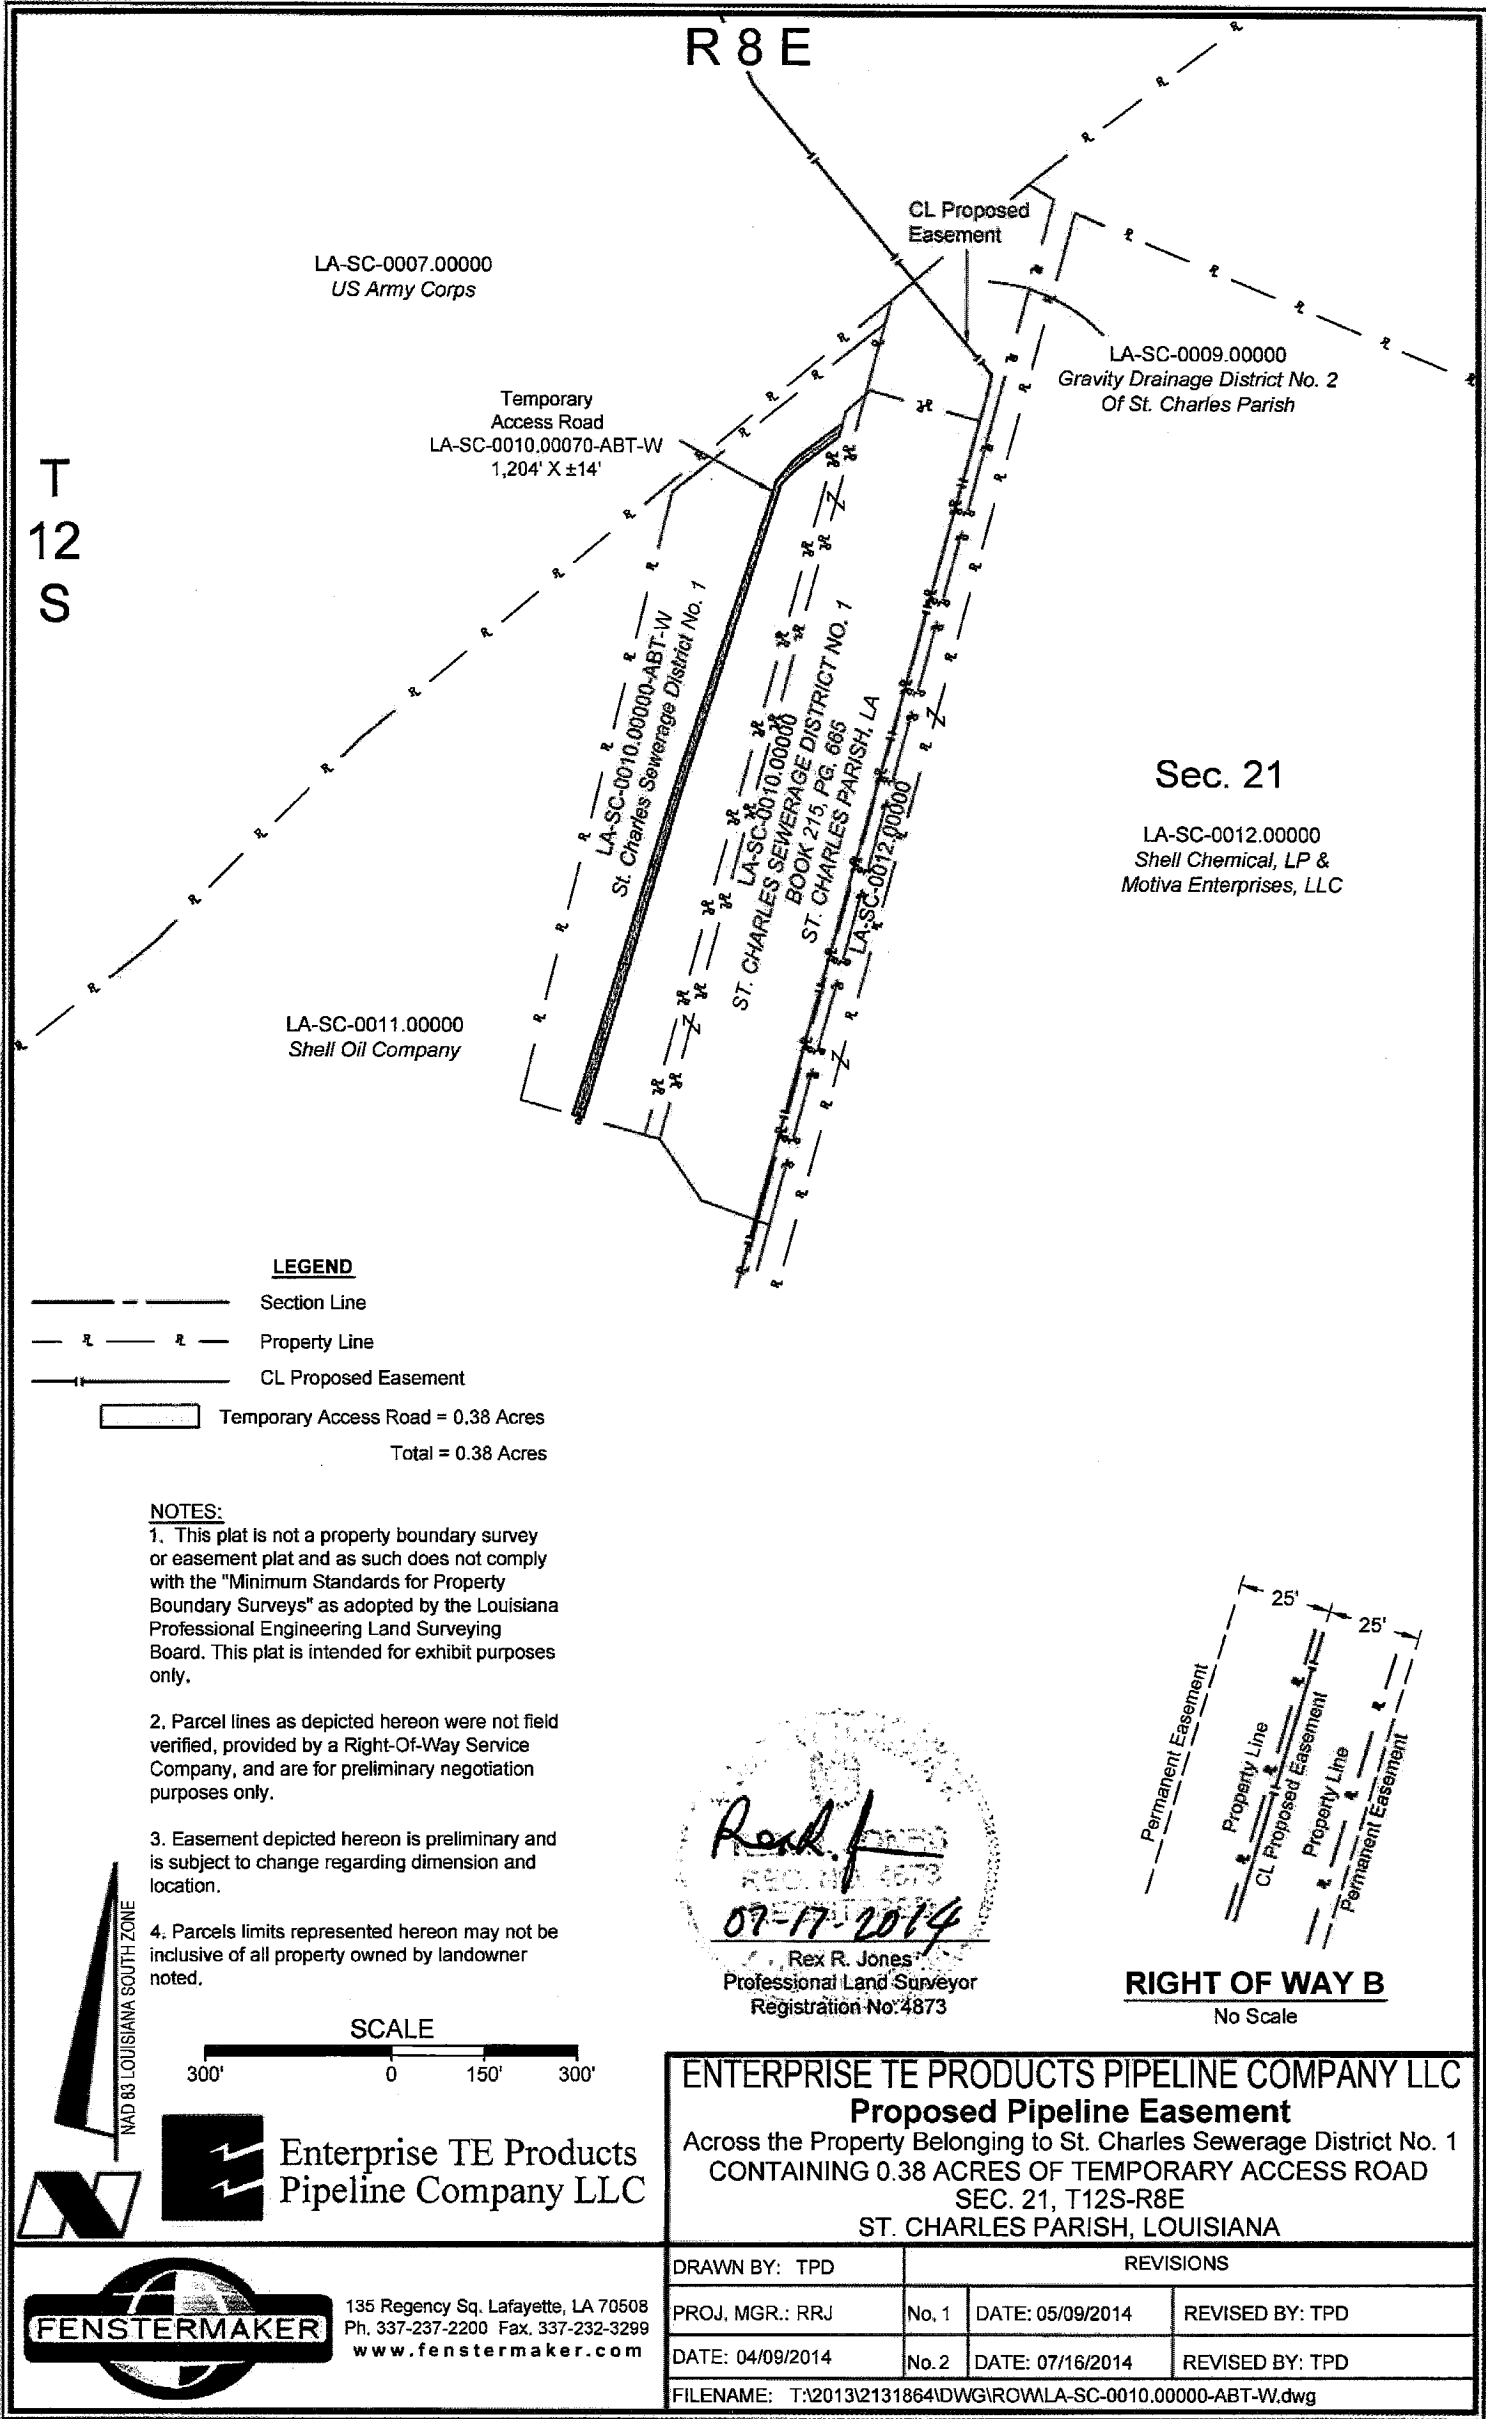 R 8 E
CL Proposed
Easement
LA-SC-0007.00000
US Army Corps
LA-SC-0009.00000
Gravity Drainage District No. 2
Of St. Charles Parish
Temporary
Access Road
LA-SC-0010.00070-ABT-W
1,204' X ±14'
T
12
S
LA-SC-0010.00000-ABT-W
St. Charles Sewerage District No. 1
LA-SC-0010.00000
ST. CHARLES SEWERAGE DISTRICT NO. 1
BOOK 215, PG. 665
ST. CHARLES PARISH, LA
LA-SC-0012.00000
Sec. 21
LA-SC-0012.00000
Shell Chemical, LP &
Motiva Enterprises, LLC
LA-SC-0011.00000
Shell Oil Company
LEGEND
Section Line
Property Line
CL Proposed Easement
Temporary Access Road = 0.38 Acres
Total = 0.38 Acres
NOTES:
1. This plat is not a property boundary survey
or easement plat and as such does not comply
with the "Minimum Standards for Property
Boundary Surveys" as adopted by the Louisiana
Professional Engineering Land Surveying
Board. This plat is intended for exhibit purposes
only.
2. Parcel lines as depicted hereon were not field
verified, provided by a Right-Of-Way Service
Company, and are for preliminary negotiation
purposes only.
3. Easement depicted hereon is preliminary and
is subject to change regarding dimension and
location.
4. Parcels limits represented hereon may not be
inclusive of all property owned by landowner
noted.
NAD 83 LOUISIANA SOUTH ZONE
N
SCALE
300' 0 150' 300'
Rex R. J
07-17-2014
Rex R. Jones
Professional Land Surveyor
Registration No. 4873
25' 25'
Permanent Easement
Property Line
CL Proposed Easement
Property Line
Permanent Easement
RIGHT OF WAY B
No Scale
Enterprise TE Products
Pipeline Company LLC
ENTERPRISE TE PRODUCTS PIPELINE COMPANY LLC
Proposed Pipeline Easement
Across the Property Belonging to St. Charles Sewerage District No. 1
CONTAINING 0.38 ACRES OF TEMPORARY ACCESS ROAD
SEC. 21, T12S-R8E
ST. CHARLES PARISH, LOUISIANA
FENSTERMAKER
135 Regency Sq. Lafayette, LA 70508
Ph. 337-237-2200 Fax. 337-232-3299
www.fenstermaker.com
DRAWN BY: TPD REVISIONS
PROJ. MGR.: RRJ No. 1 DATE: 05/09/2014 REVISED BY: TPD
DATE: 04/09/2014 No. 2 DATE: 07/16/2014 REVISED BY: TPD
FILENAME: T:\2013\2131864\DWG\ROW\LA-SC-0010.00000-ABT-W.dwg